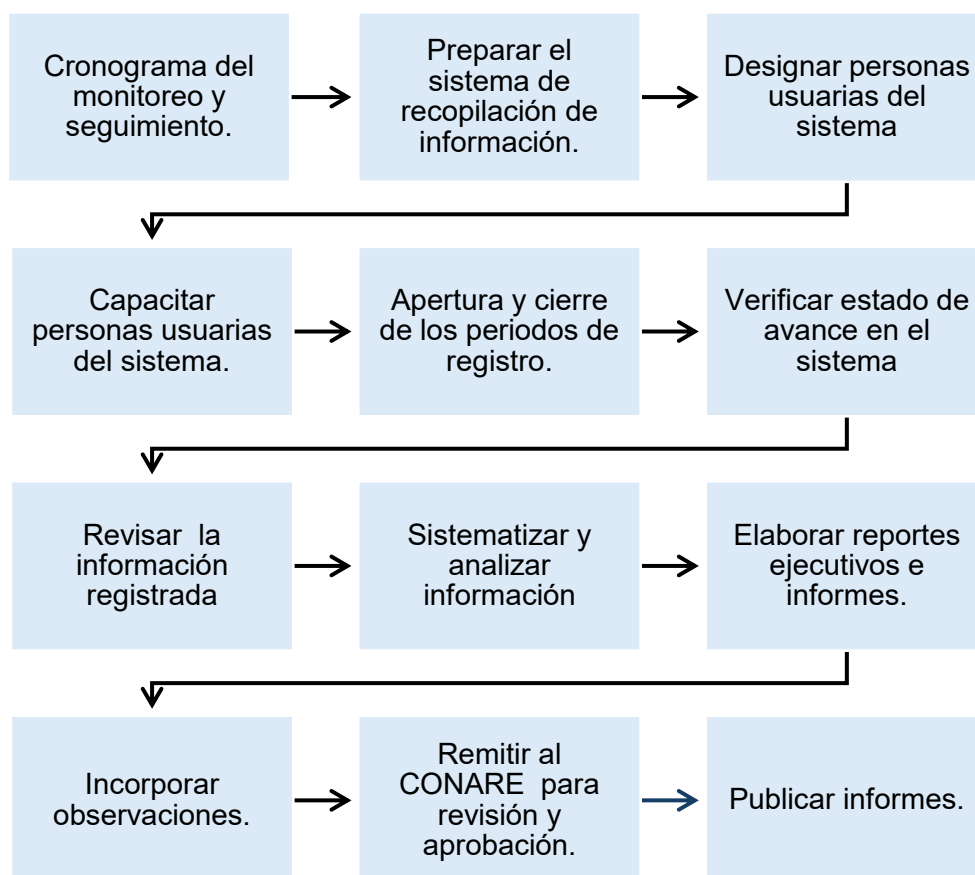 Cronograma del
monitoreo y
seguimiento.
Preparar el
sistema de
recopilación de
información.
Designar personas
usuarias del
sistema
Capacitar
personas usuarias
del sistema.
Apertura y cierre
de los periodos de
registro.
Verificar estado de
avance en el
sistema
Revisar  la
información
registrada
Sistematizar y
analizar
información
Elaborar reportes
ejecutivos e
informes.
Incorporar
observaciones.
Remitir al
CONARE  para
revisión y
aprobación.
Publicar informes.